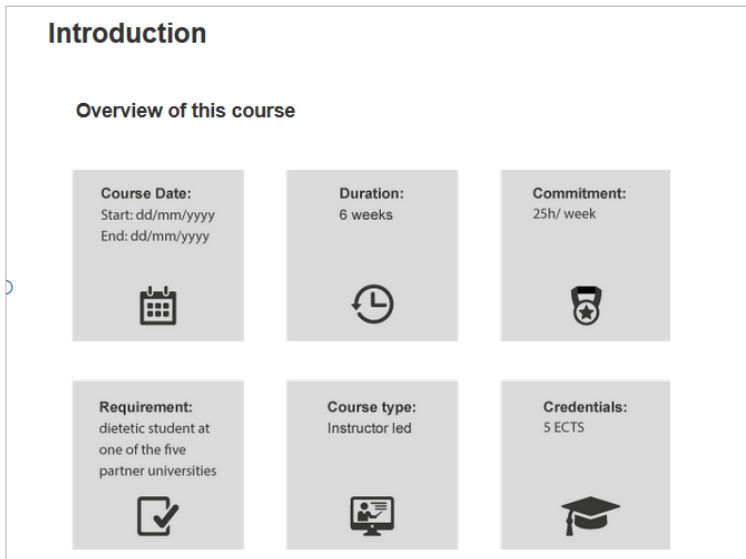 Introduction
Overview of this course
Course Date:
Start: dd/mm/yyyy
End: dd/mm/yyyy
Duration:
6 weeks
Commitment:
25h/ week
Requirement:
dietetic student at
one of the five
partner universities
Course type:
Instructor led
Credentials:
5 ECTS